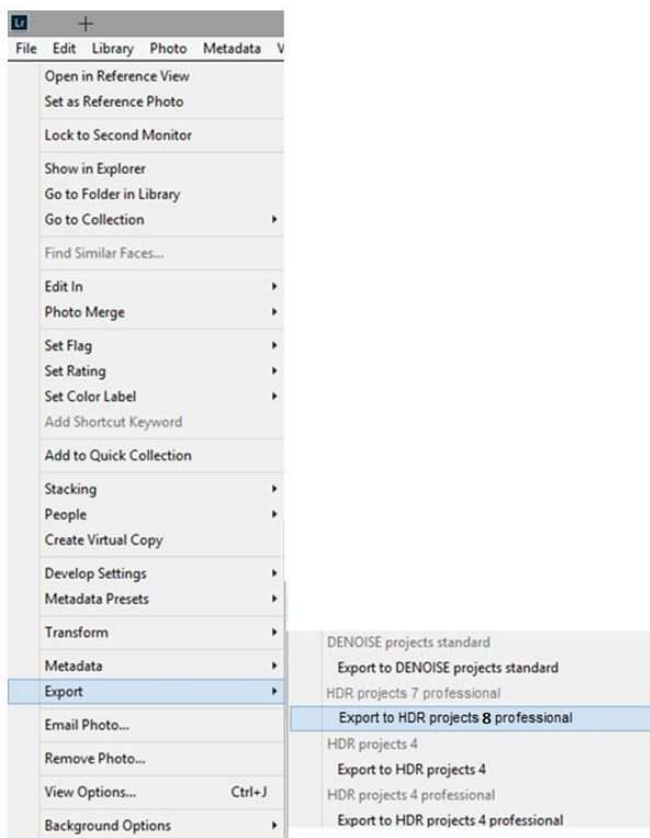 Lr
File Edit Library Photo Metadata V
Open in Reference View
Set as Reference Photo
Lock to Second Monitor
Show in Explorer
Go to Folder in Library
Go to Collection
Find Similar Faces...
Edit In
Photo Merge
Set Flag
Set Rating
Set Color Label
Add Shortcut Keyword
Add to Quick Collection
Stacking
People
Create Virtual Copy
Develop Settings
Metadata Presets
Transform
Metadata
Export
Email Photo...
Remove Photo...
View Options... Ctrl+J
Background Options
DENOISE projects standard
Export to DENOISE projects standard
HDR projects 7 professional
Export to HDR projects 8 professional
HDR projects 4
Export to HDR projects 4
HDR projects 4 professional
Export to HDR projects 4 professional